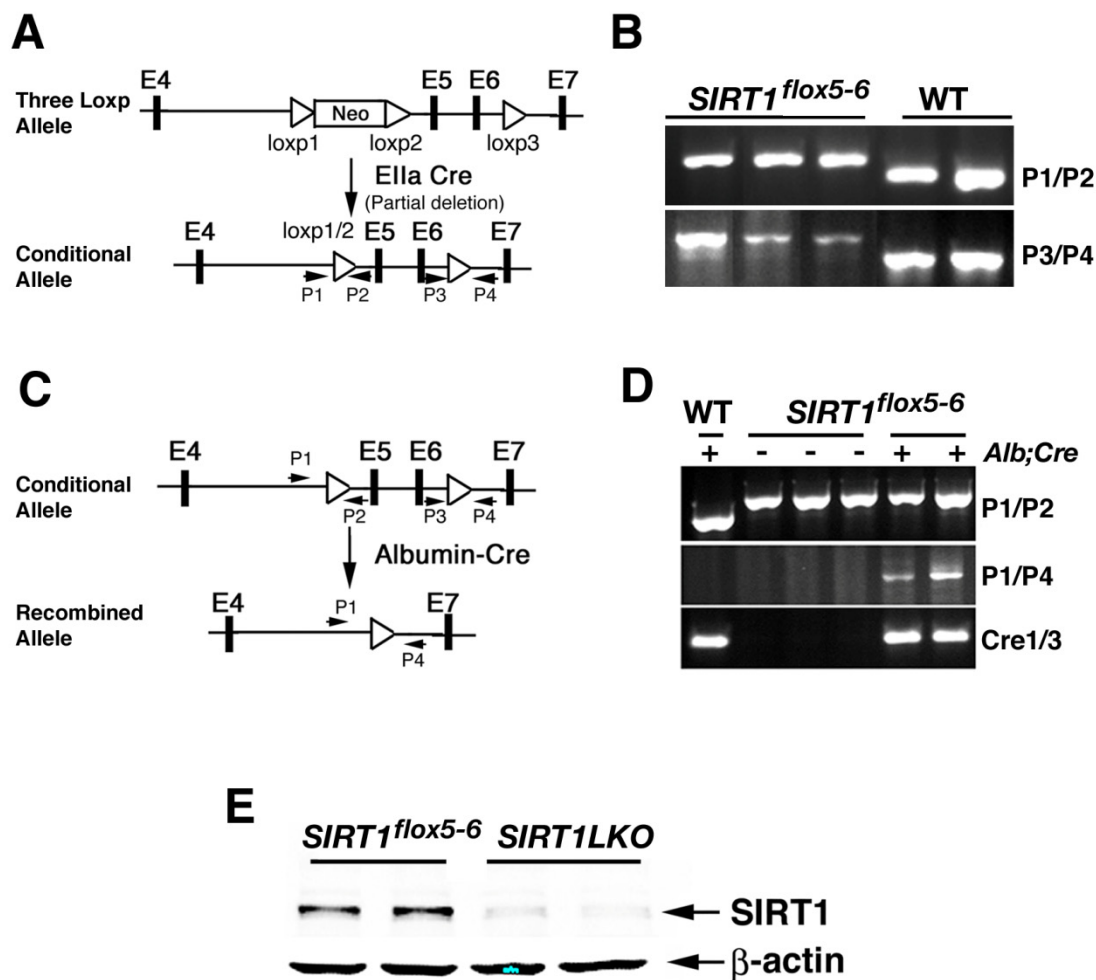 A
E4 E5 E6 E7
Three Loxp
Allele
Neo
loxp1 loxp2 loxp3
EIIa Cre
(Partial deletion)
E4 loxp1/2 E5 E6 E7
Conditional
Allele
P1 P2 P3 P4
B
SIRT1flox5-6 WT
P1/P2
P3/P4
C
E4 E5 E6 E7
P1
Conditional
Allele
P2 P3 P4
Albumin-Cre
E4 P1 E7
Recombined
Allele
P4
D
WT SIRT1flox5-6
+ - - - + + Alb;Cre
P1/P2
P1/P4
Cre1/3
E
SIRT1flox5-6 SIRT1LKO
SIRT1
β-actin